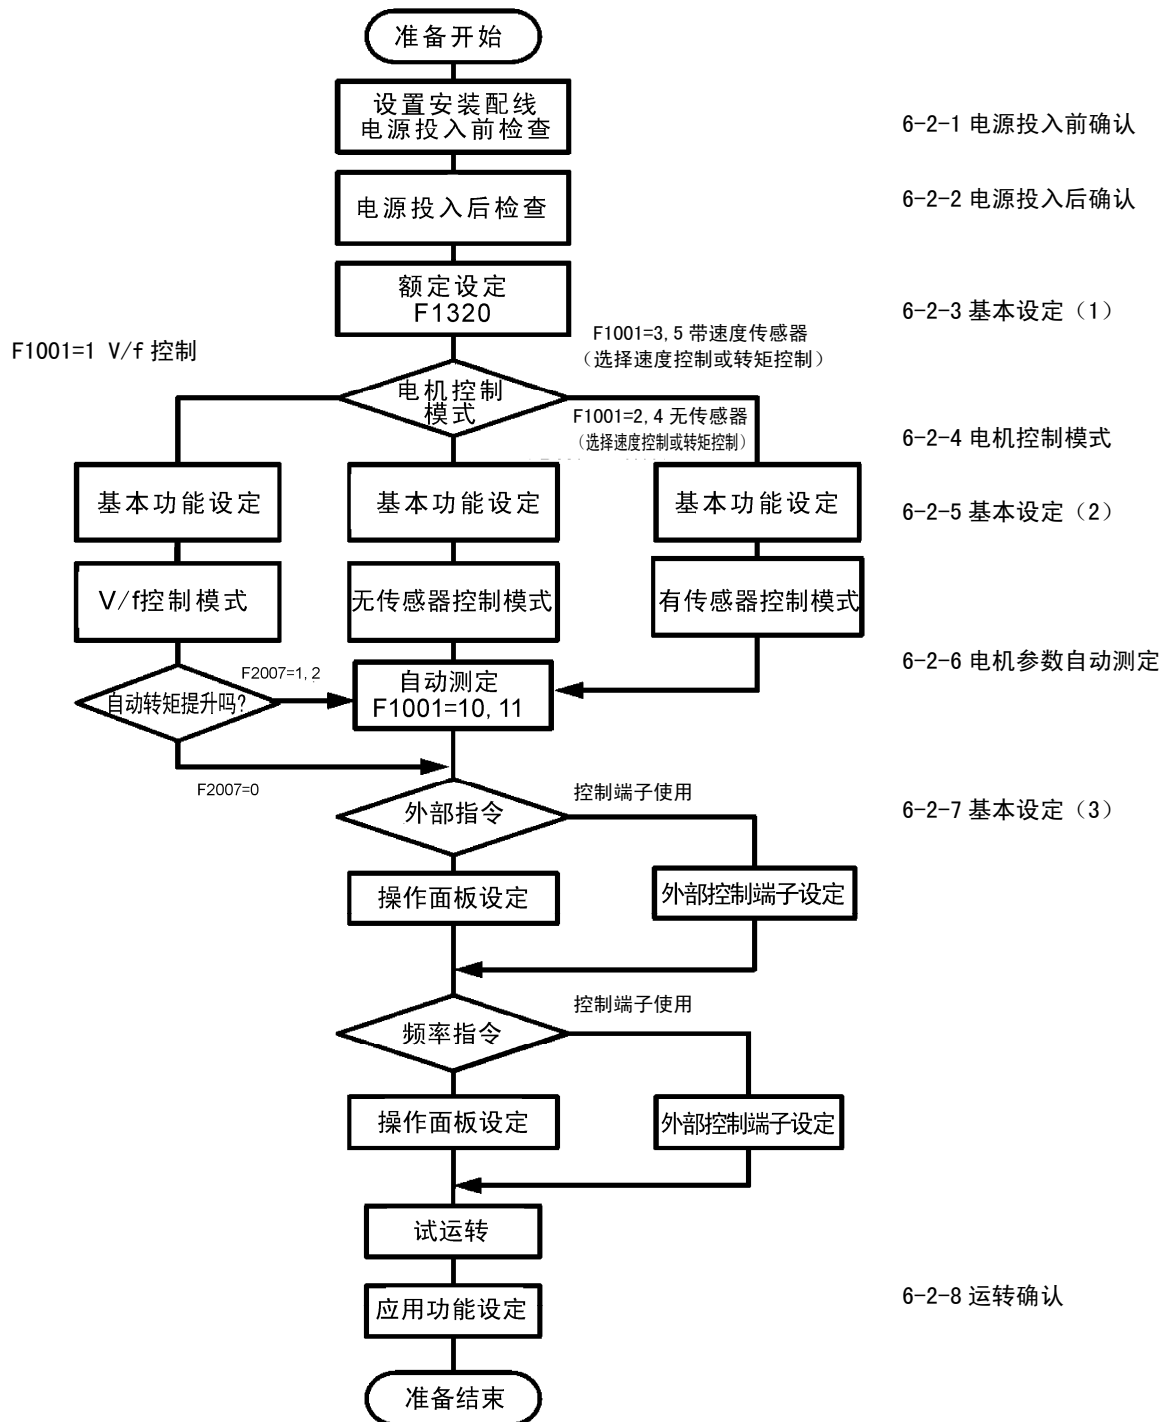 准备开始
设置安装配线
电源投入前检查
6-2-1 电源投入前确认
电源投入后检查
6-2-2 电源投入后确认
额定设定
F1320
6-2-3 基本设定（1）
F1001=1 V/f 控制
F1001=3,5 带速度传感器
（选择速度控制或转矩控制）
电机控制
模式
F1001=2,4 无传感器
（选择速度控制或转矩控制）
6-2-4 电机控制模式
基本功能设定
基本功能设定
基本功能设定
6-2-5 基本设定（2）
V/f控制模式
无传感器控制模式
有传感器控制模式
6-2-6 电机参数自动测定
F2007=1,2
自动转矩提升吗?
自动测定
F1001=10,11
F2007=0
控制端子使用
外部指令
6-2-7 基本设定（3）
操作面板设定
外部控制端子设定
控制端子使用
频率指令
操作面板设定
外部控制端子设定
试运转
应用功能设定
6-2-8 运转确认
准备结束